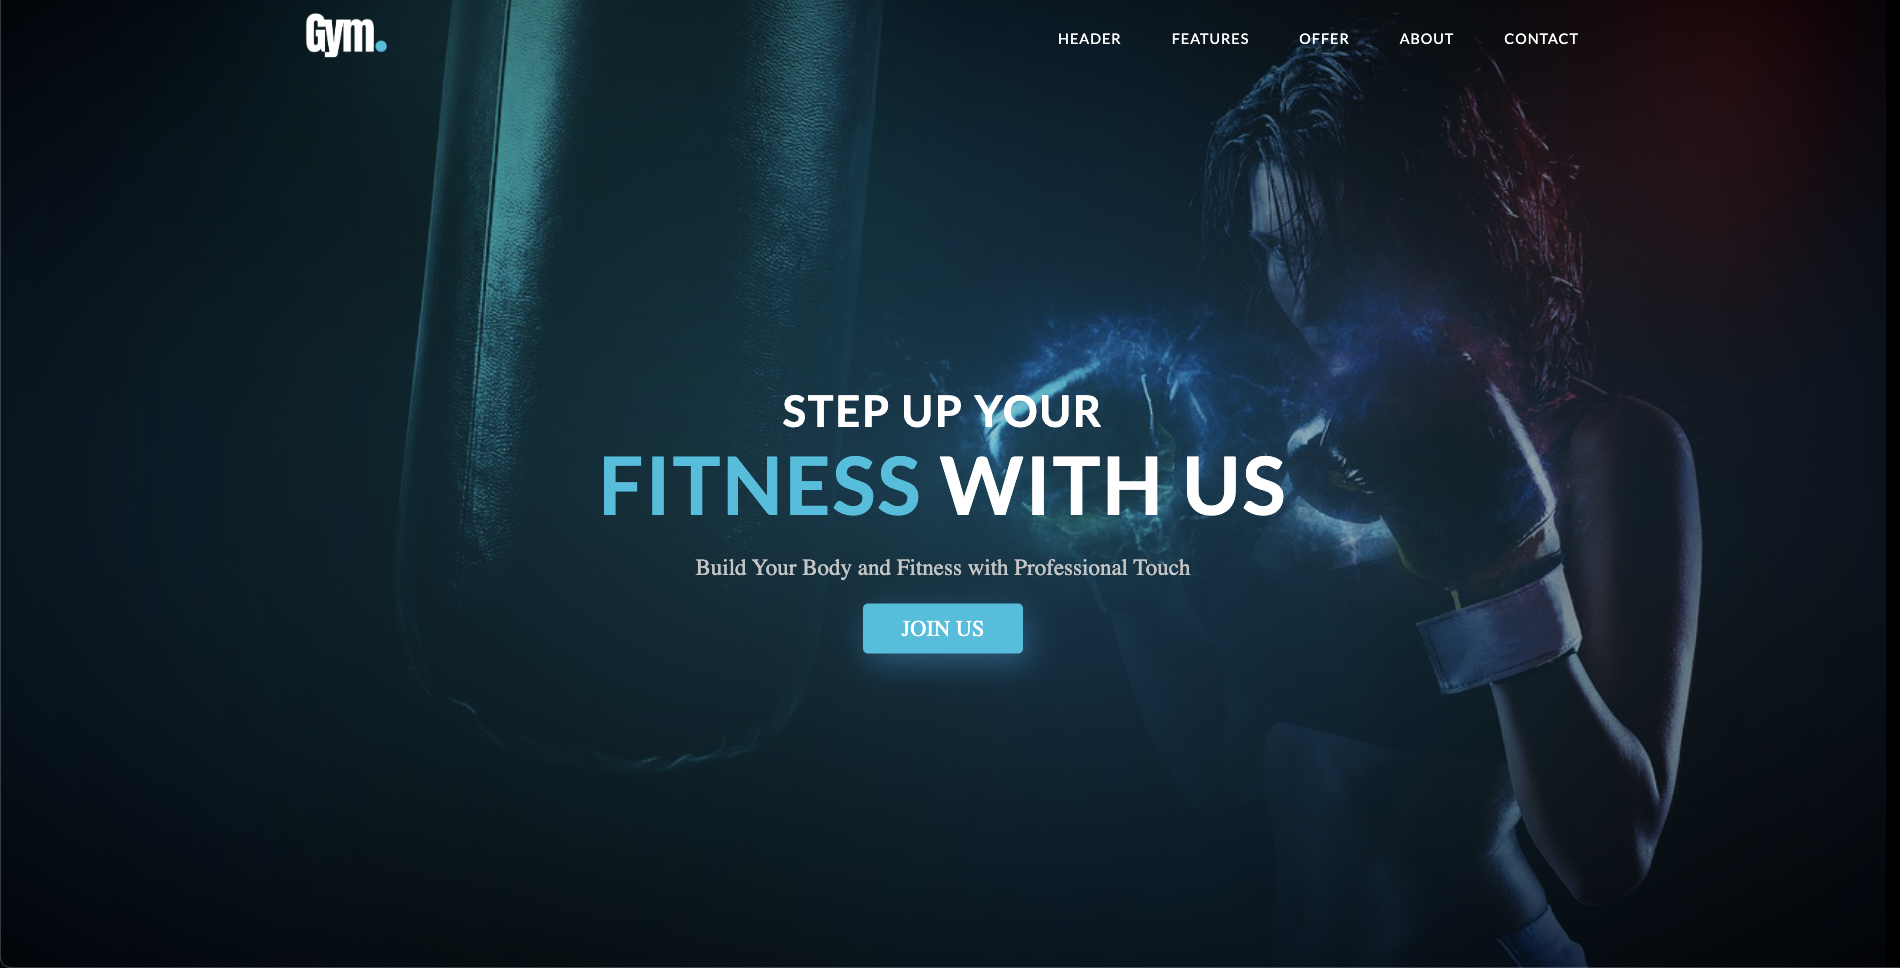 Gym.
HEADER FEATURES OFFER ABOUT CONTACT
STEP UP YOUR
FITNESS WITH US
Build Your Body and Fitness with Professional Touch
JOIN US